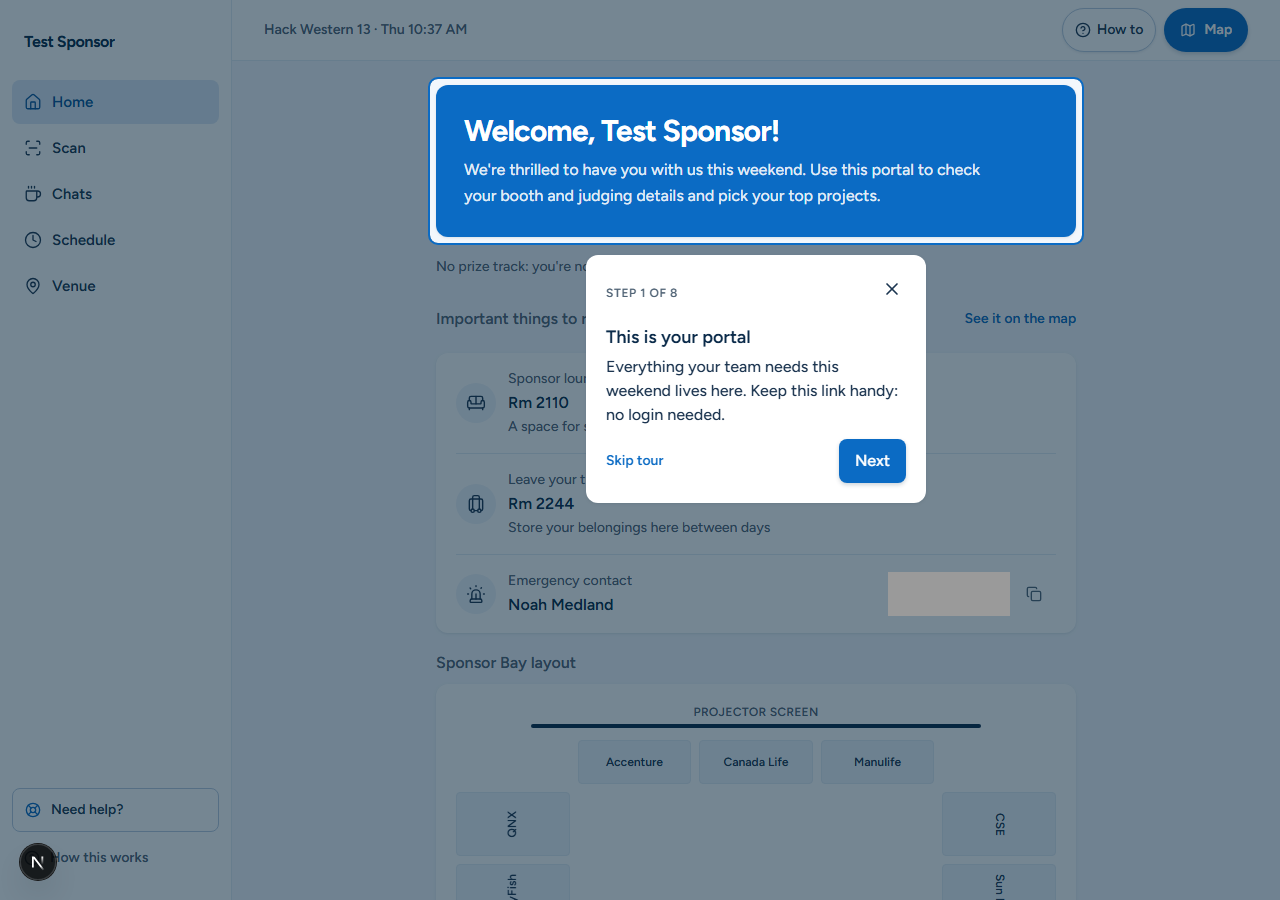 Test Sponsor
Home
Scan
Chats
Schedule
Venue
Need help?
How this works
N
Hack Western 13 · Thu 10:37 AM
How to
Map
Welcome, Test Sponsor!
We're thrilled to have you with us this weekend. Use this portal to check
your booth and judging details and pick your top projects.
No prize track: you're
STEP 1 OF 8
This is your portal
Everything your team needs this
weekend lives here. Keep this link handy:
no login needed.
Skip tour
Next
Important things to
See it on the map
Sponsor
Rm 2110
A space for
Leave your
Rm 2244
Store your belongings here between days
Emergency contact
Noah Medland
Sponsor Bay layout
PROJECTOR SCREEN
Accenture
Canada Life
Manulife
QNX
CSE
Sun